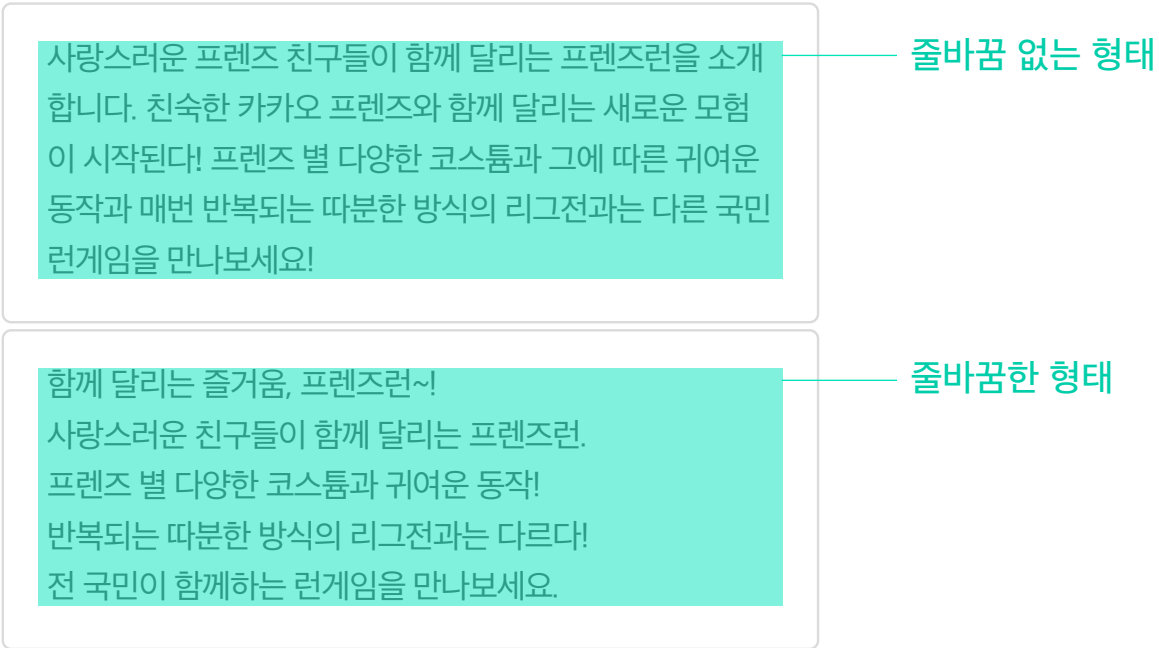 사랑스러운 프렌즈 친구들이 함께 달리는 프렌즈런을 소개
합니다. 친숙한 카카오 프렌즈와 함께 달리는 새로운 모험
이 시작된다! 프렌즈 별 다양한 코스튬과 그에 따른 귀여운
동작과 매번 반복되는 따분한 방식의 리그전과는 다른 국민
런게임을 만나보세요!
줄바꿈 없는 형태
함께 달리는 즐거움, 프렌즈런~!
사랑스러운 친구들이 함께 달리는 프렌즈런.
프렌즈 별 다양한 코스튬과 귀여운 동작!
반복되는 따분한 방식의 리그전과는 다르다!
전 국민이 함께하는 런게임을 만나보세요.
줄바꿈한 형태